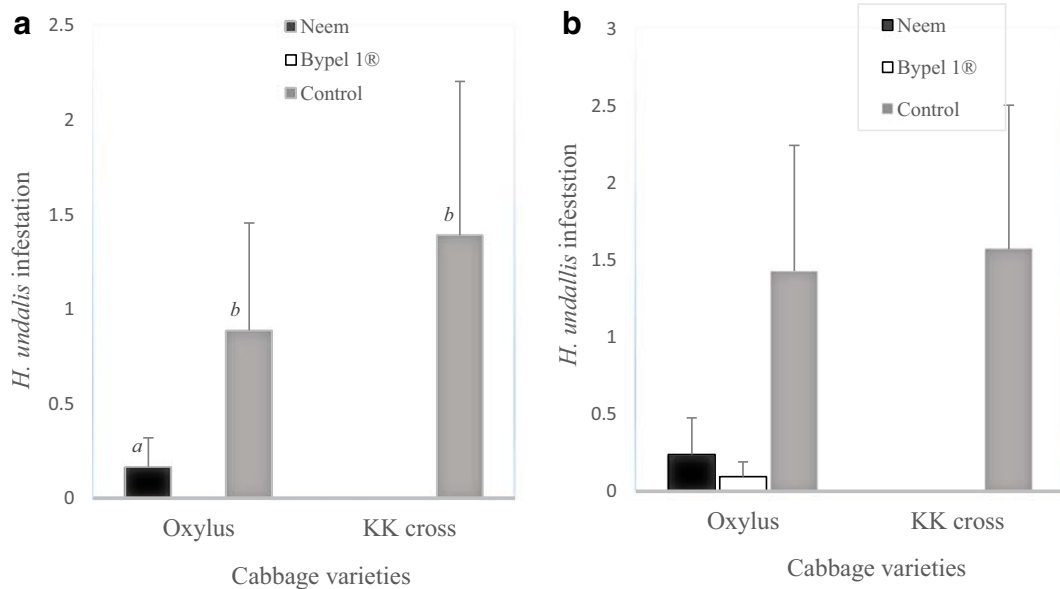 a
2.5
2
1.5
1
0.5
0
H. undalis infestation
Neem
Bypel 1®
Control
a
b
b
Oxylus
KK cross
Cabbage varieties
b
3
2.5
2
1.5
1
0.5
0
H. undallis infeststion
Neem
Bypel 1®
Control
Oxylus
KK cross
Cabbage varieties